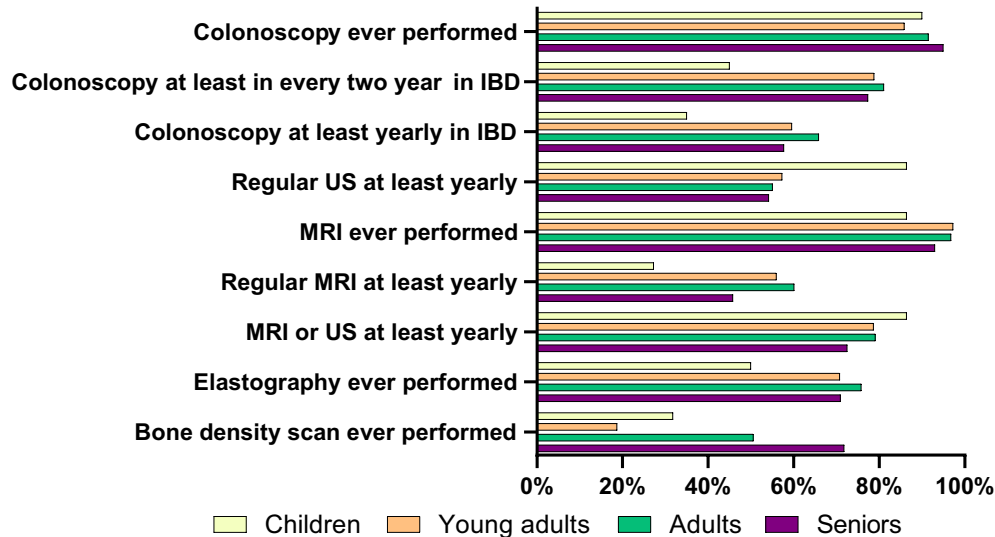 Colonoscopy ever performed
Colonoscopy at least in every two year in IBD
Colonoscopy at least yearly in IBD
Regular US at least yearly
MRI ever performed
Regular MRI at least yearly
MRI or US at least yearly
Elastography ever performed
Bone density scan ever performed
0% 20% 40% 60% 80% 100%
Children Young adults Adults Seniors